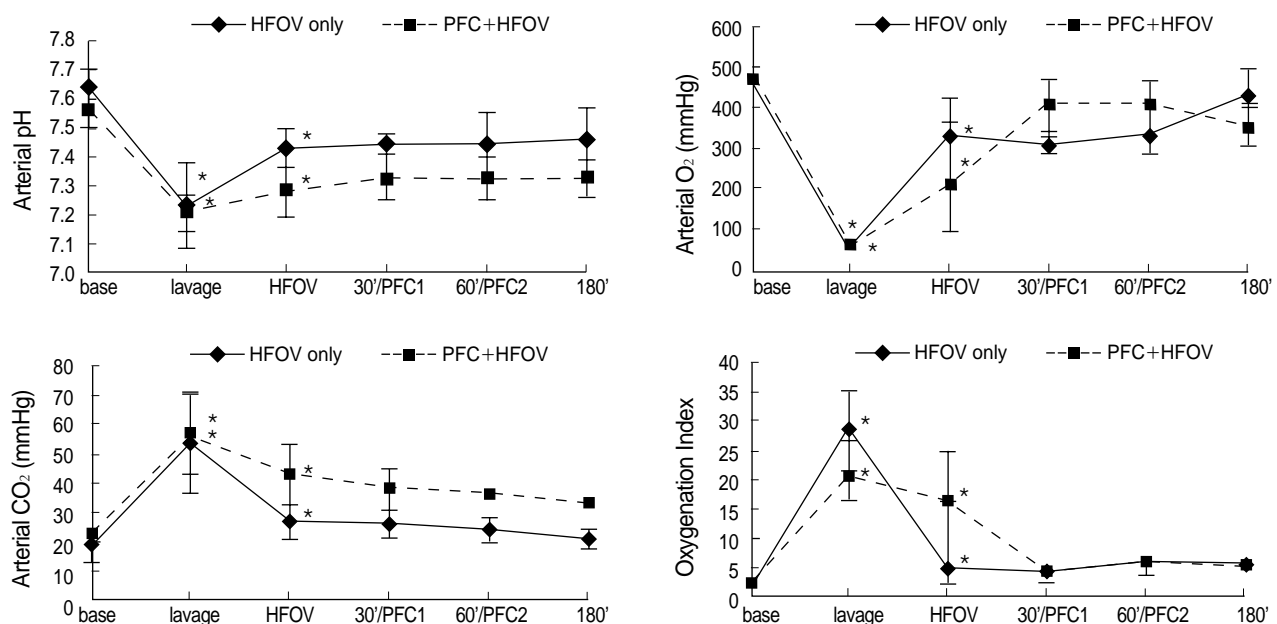 HFOV only PFC+HFOV
Arterial pH
7.8
7.7
7.6
7.5
7.4
7.3
7.2
7.1
7.0
* * * *
base lavage HFOV 30'/PFC1 60'/PFC2 180'
HFOV only PFC+HFOV
Arterial O2 (mmHg)
600
500
400
300
200
100
0
* * * *
base lavage HFOV 30'/PFC1 60'/PFC2 180'
HFOV only PFC+HFOV
Arterial CO2 (mmHg)
80
70
60
50
40
30
20
10
0
* * * *
base lavage HFOV 30'/PFC1 60'/PFC2 180'
HFOV only PFC+HFOV
Oxygenation Index
40
35
30
25
20
15
10
5
0
* * * *
base lavage HFOV 30'/PFC1 60'/PFC2 180'